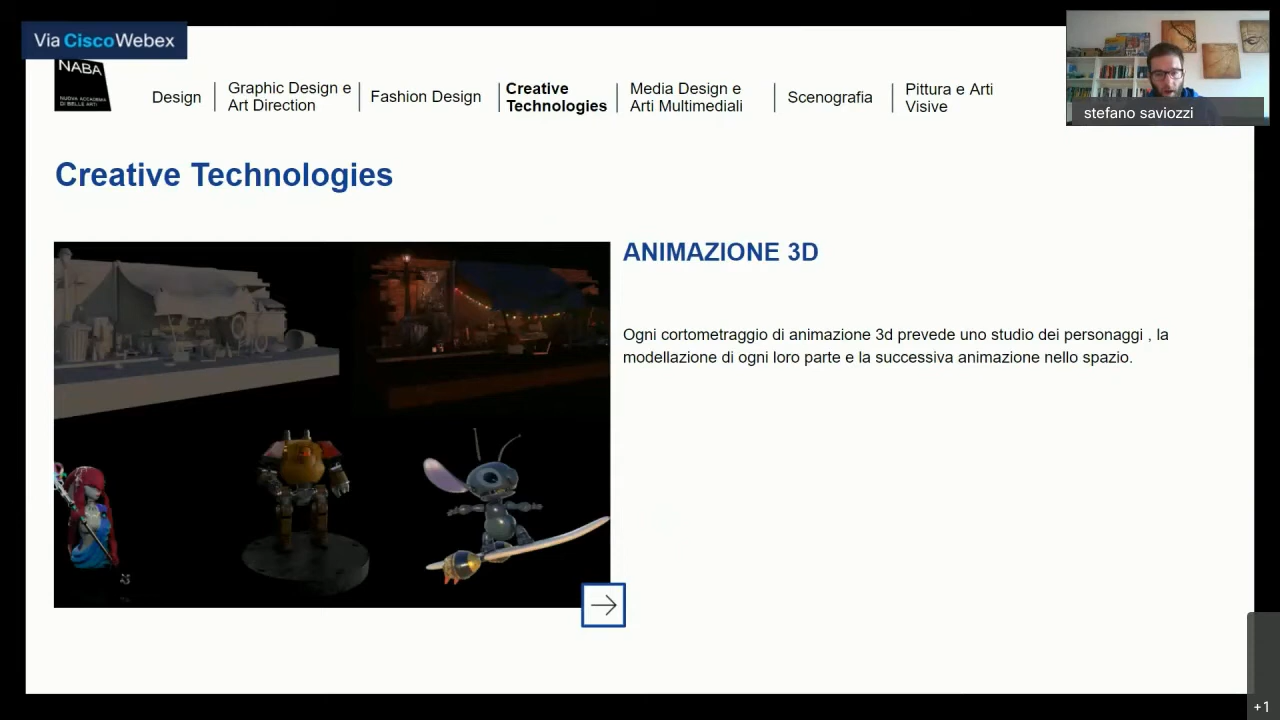 Via Cisco Webex
NABA
NUOVA ACCADEMIA
DI BELLE ARTI
Design
Graphic Design e
Art Direction
Fashion Design
Creative
Technologies
Media Design e
Arti Multimediali
Scenografia
Pittura e Arti
Visive
stefano saviozzi
Creative Technologies
ANIMAZIONE 3D
Ogni cortometraggio di animazione 3d prevede uno studio dei personaggi , la
modellazione di ogni loro parte e la successiva animazione nello spazio.
+1